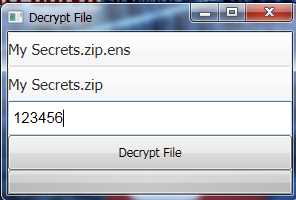 Decrypt File
My Secrets.zip.ens
My Secrets.zip
123456
Decrypt File